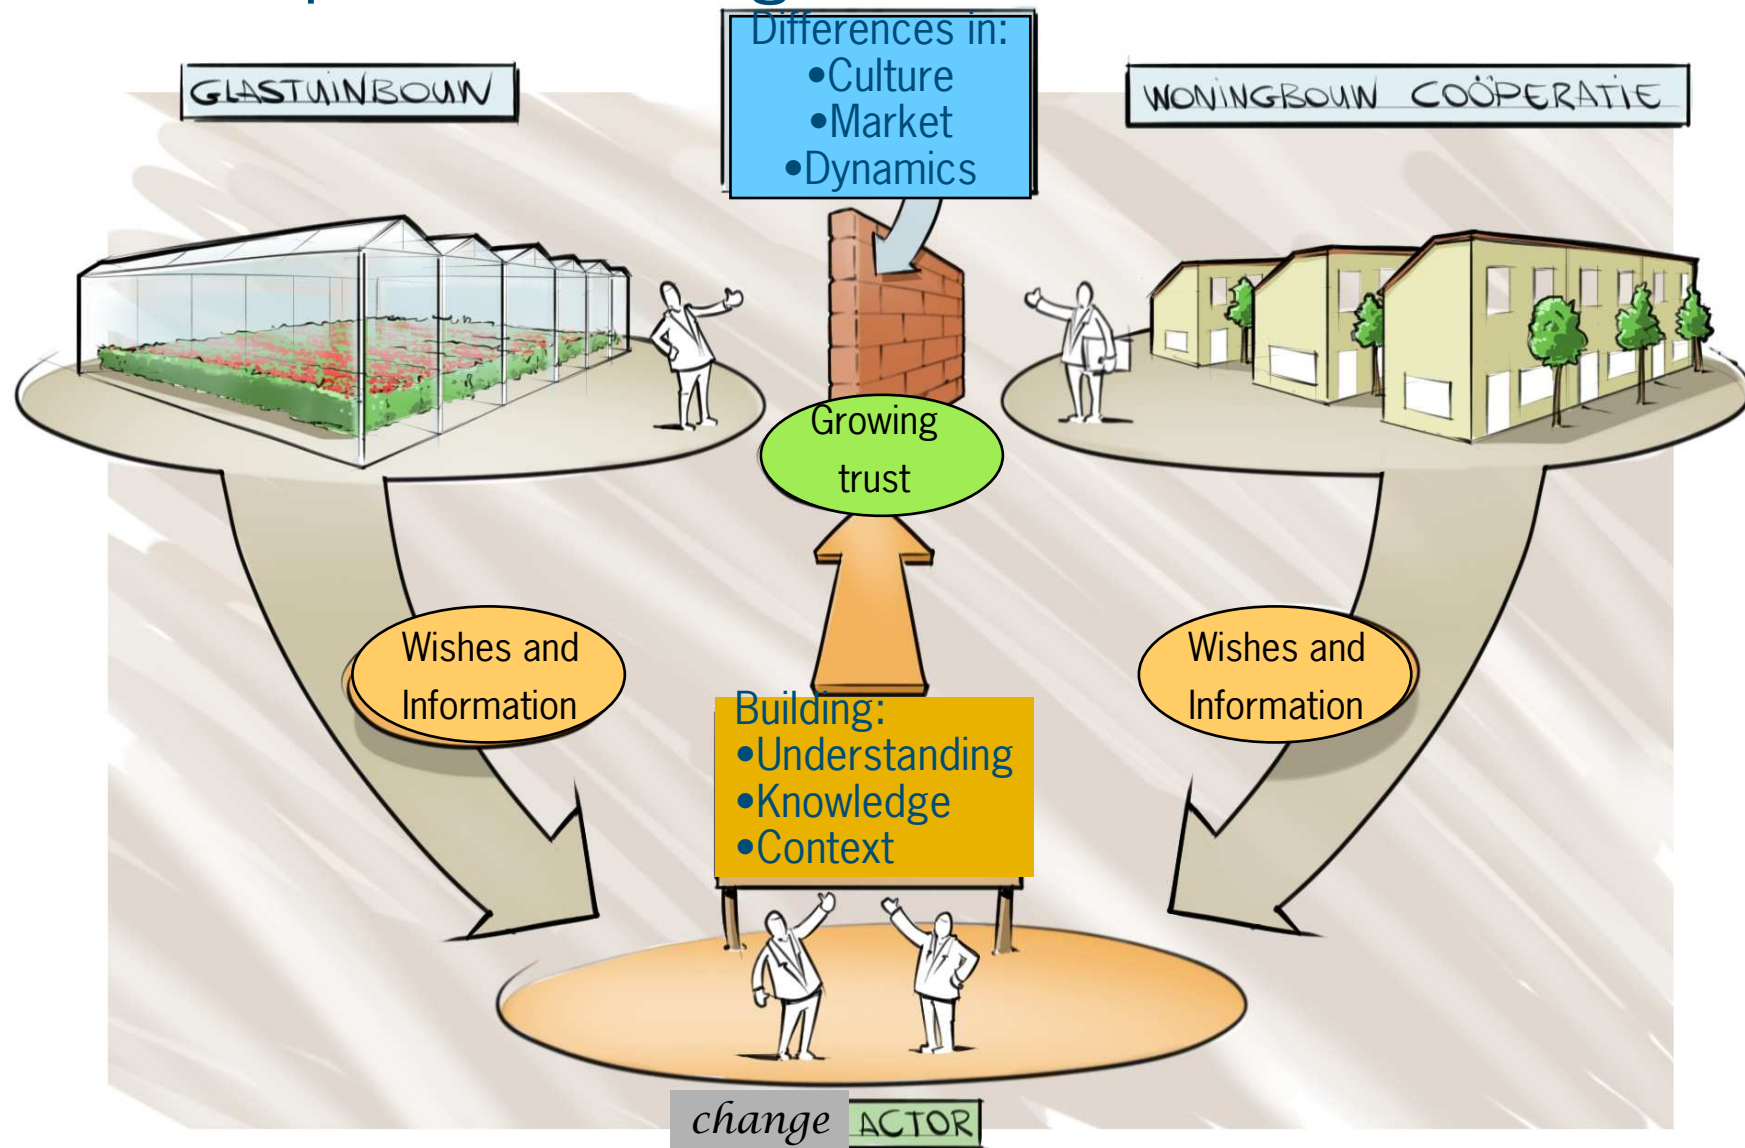 Differences in:
•Culture
•Market
•Dynamics
GLASTUINBOUW
WONINGBOUW COÖPERATIE
Growing
trust
Wishes and
Information
Wishes and
Information
Building:
•Understanding
•Knowledge
•Context
change ACTOR